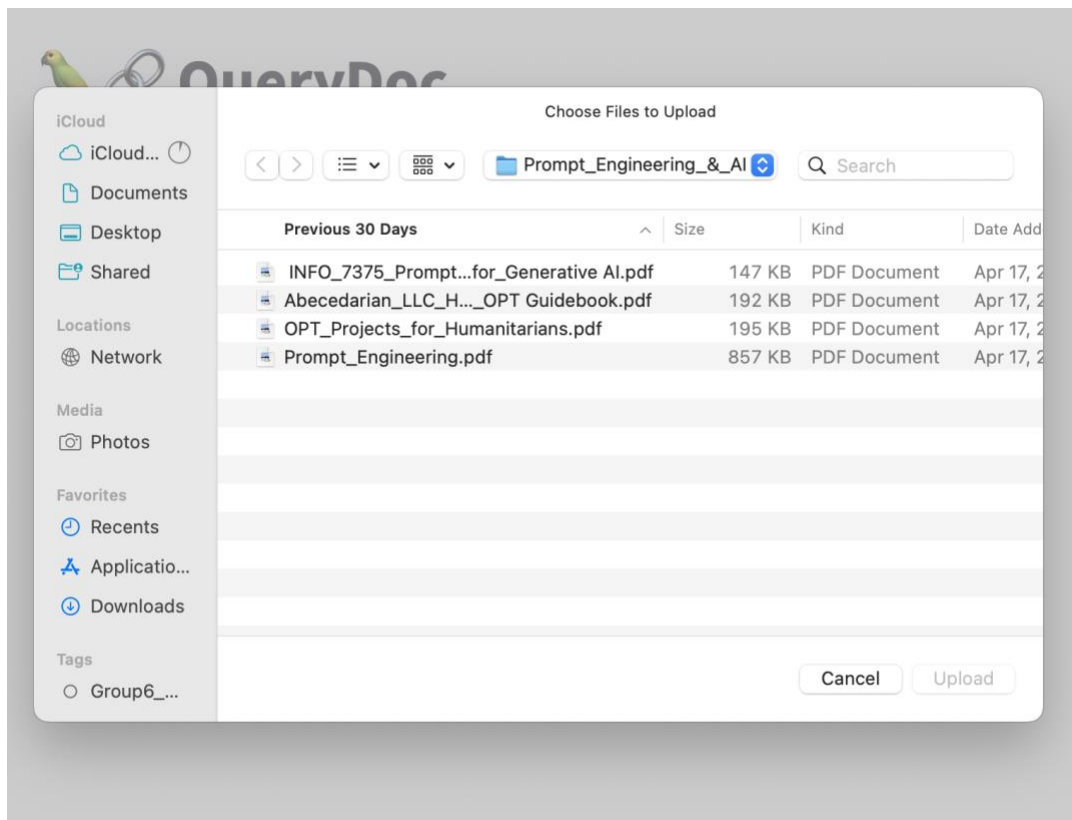 QueryDoc
Choose Files to Upload
iCloud
iCloud...
Documents
Desktop
Shared
Locations
Network
Media
Photos
Favorites
Recents
Applicatio...
Downloads
Tags
Group6_...
Prompt_Engineering_&_AI
Search
Previous 30 Days Size Kind Date Add
INFO_7375_Prompt...for_Generative AI.pdf 147 KB PDF Document Apr 17, 2
Abecedarian_LLC_H..._OPT Guidebook.pdf 192 KB PDF Document Apr 17, 2
OPT_Projects_for_Humanitarians.pdf 195 KB PDF Document Apr 17, 2
Prompt_Engineering.pdf 857 KB PDF Document Apr 17, 2
Cancel Upload